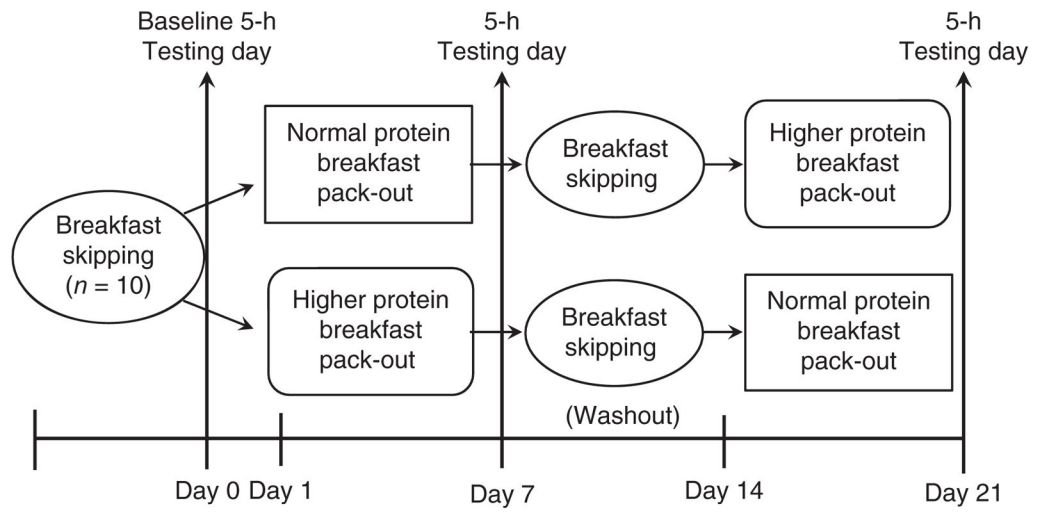 Baseline 5-h
Testing day
5-h
Testing day
5-h
Testing day
Breakfast
skipping
(n = 10)
Normal protein
breakfast
pack-out
Breakfast
skipping
Higher protein
breakfast
pack-out
Higher protein
breakfast
pack-out
Breakfast
skipping
Normal protein
breakfast
pack-out
(Washout)
Day 0
Day 1
Day 7
Day 14
Day 21